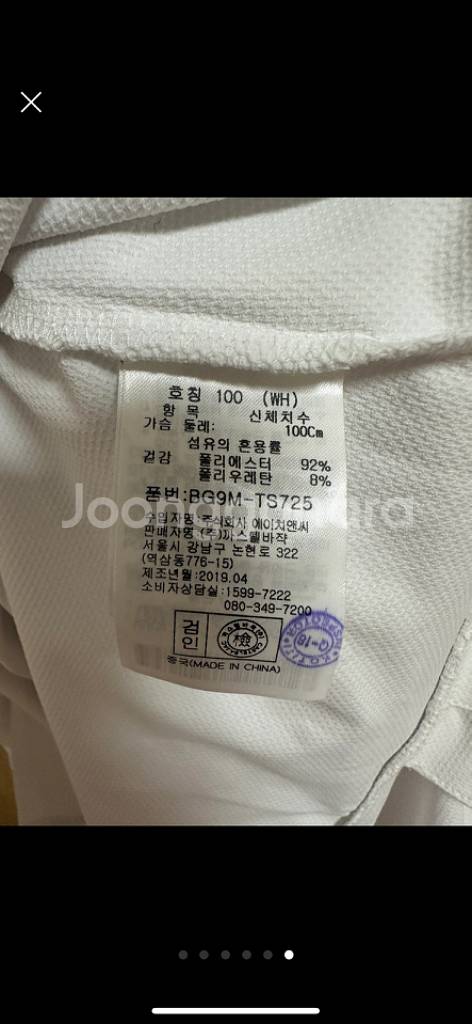 호칭 100 (WH)
항 목 신체치수
가슴 둘레: 100Cm
섬유의 혼용률
겉감 폴리에스터 92%
폴리우레탄 8%
품번:BG9M-TS725
수입자명:주식회사 에이치앤씨
판매자명:(주)까스텔바쟉
서울시 강남구 논현로 322
(역삼동776-15)
제조년월:2019.04
소비자상담실:1599-7222
080-349-7200
검인
檢
Q-16
중국(MADE IN CHINA)